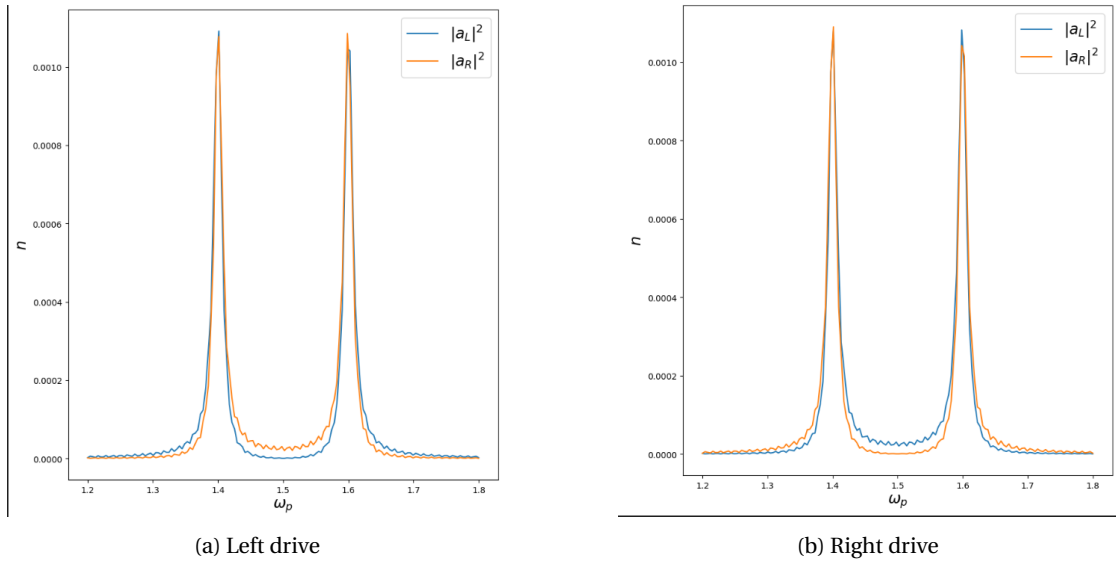 |a_L|²
|a_R|²
n
0.0010
0.0008
0.0006
0.0004
0.0002
0.0000
1.2 1.3 1.4 1.5 1.6 1.7 1.8
ω_p
(a) Left drive
|a_L|²
|a_R|²
n
0.0010
0.0008
0.0006
0.0004
0.0002
0.0000
1.2 1.3 1.4 1.5 1.6 1.7 1.8
ω_p
(b) Right drive